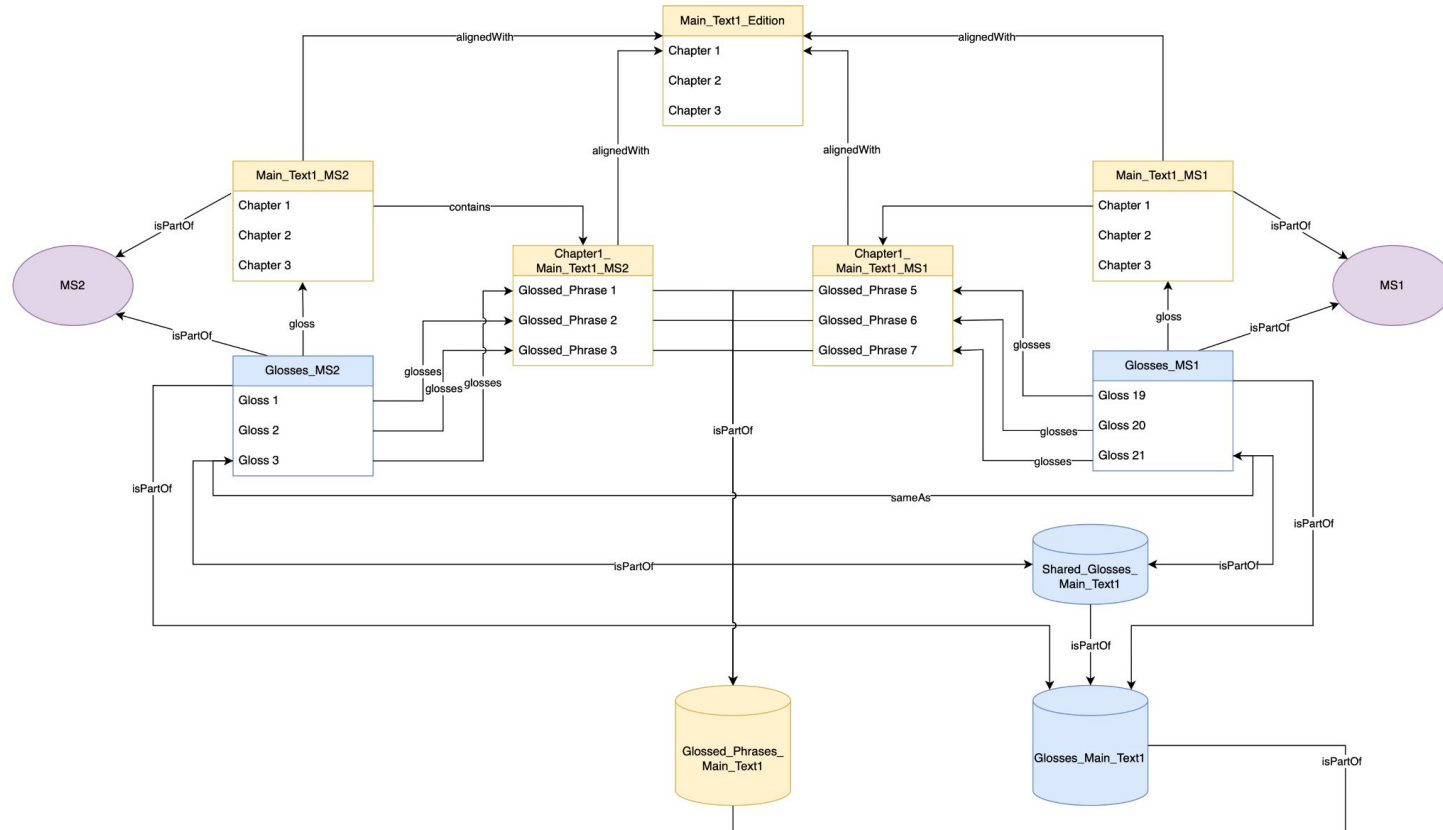 Main_Text1_Edition
Chapter 1
Chapter 2
Chapter 3
alignedWith
alignedWith
alignedWith
alignedWith
Main_Text1_MS2
Chapter 1
Chapter 2
Chapter 3
contains
isPartOf
MS2
isPartOf
gloss
Chapter1_
Main_Text1_MS2
Glossed_Phrase 1
Glossed_Phrase 2
Glossed_Phrase 3
Chapter1_
Main_Text1_MS1
Glossed_Phrase 5
Glossed_Phrase 6
Glossed_Phrase 7
Main_Text1_MS1
Chapter 1
Chapter 2
Chapter 3
isPartOf
MS1
isPartOf
gloss
Glosses_MS2
Gloss 1
Gloss 2
Gloss 3
glosses
glosses
glosses
isPartOf
glosses
glosses
glosses
Glosses_MS1
Gloss 19
Gloss 20
Gloss 21
isPartOf
sameAs
isPartOf
isPartOf
Shared_Glosses_
Main_Text1
isPartOf
isPartOf
Glossed_Phrases_
Main_Text1
Glosses_Main_Text1
isPartOf